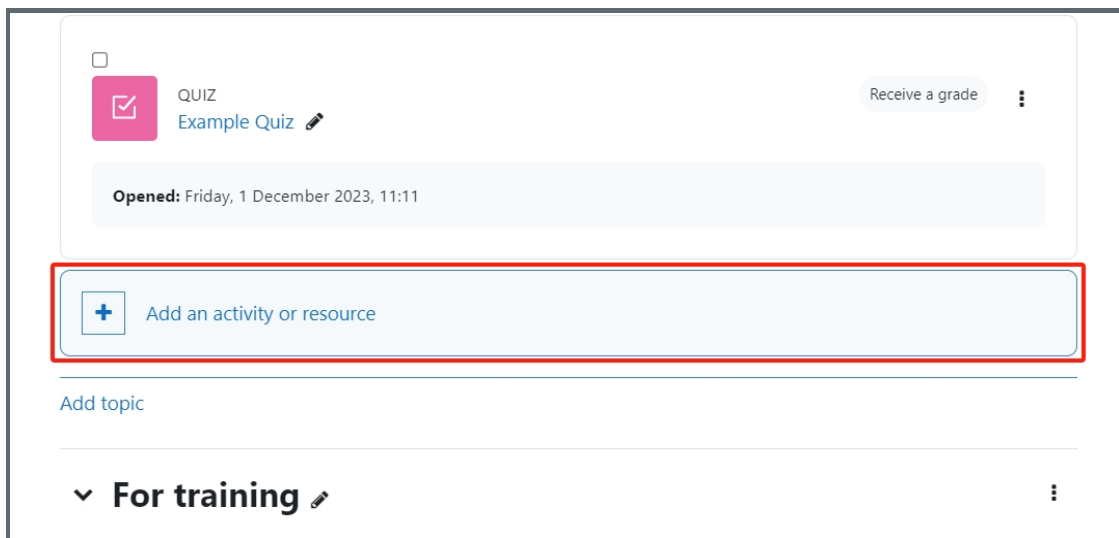 QUIZ
Example Quiz
Receive a grade
Opened: Friday, 1 December 2023, 11:11
Add an activity or resource
Add topic
For training